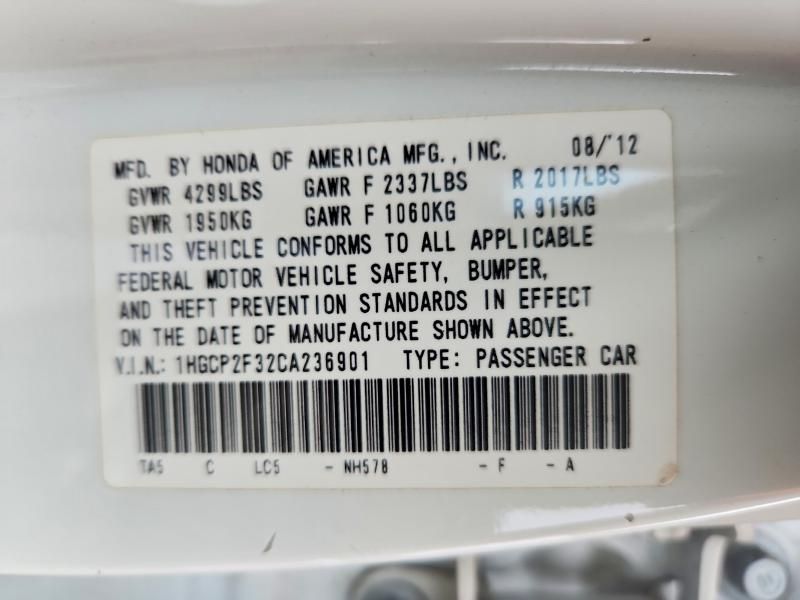 MFD. BY HONDA OF AMERICA MFG., INC. 08/'12
GVWR 4299LBS GAWR F 2337LBS R 2017LBS
GVWR 1950KG GAWR F 1060KG R 915KG
THIS VEHICLE CONFORMS TO ALL APPLICABLE
FEDERAL MOTOR VEHICLE SAFETY, BUMPER,
AND THEFT PREVENTION STANDARDS IN EFFECT
ON THE DATE OF MANUFACTURE SHOWN ABOVE.
V.I.N.: 1HGCP2F32CA236901 TYPE: PASSENGER CAR
TA5 C LC5 - NH578 - F - A